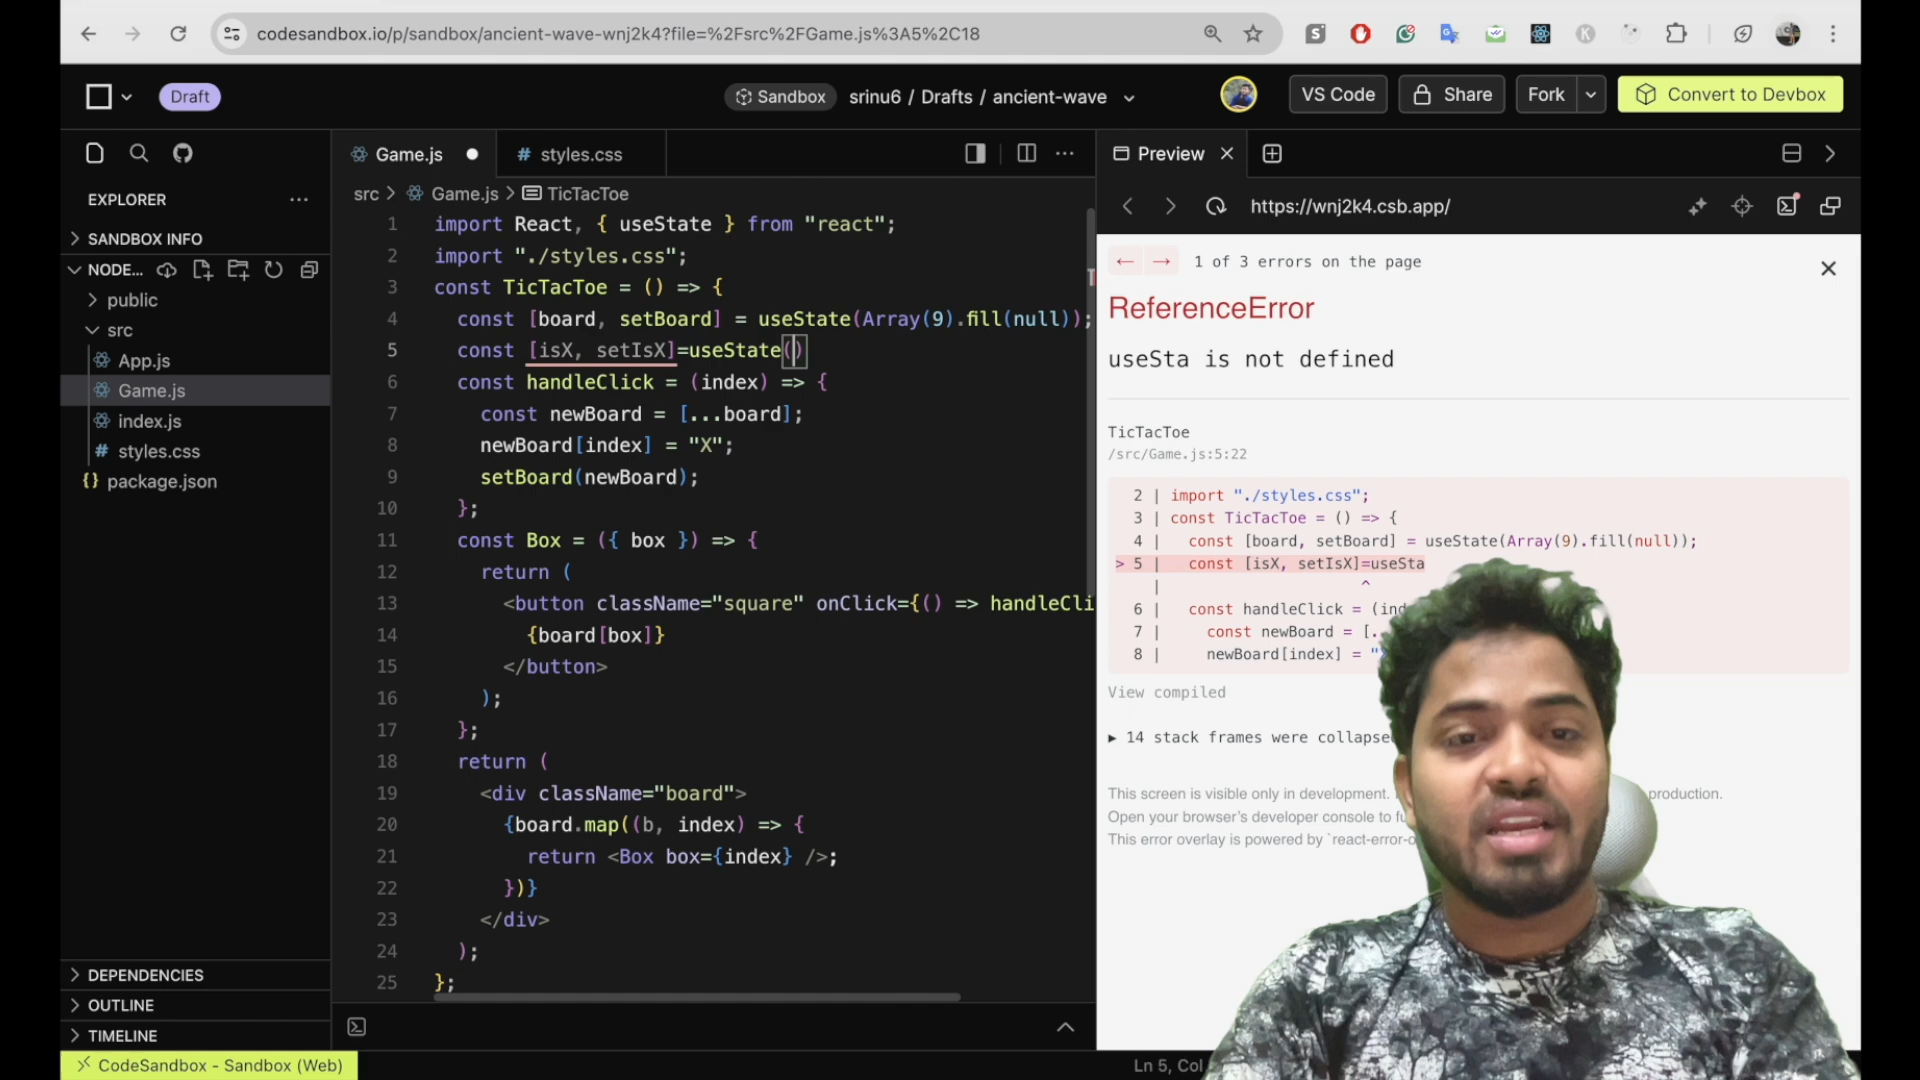 codesandbox.io/p/sandbox/ancient-wave-wnj2k4?file=%2Fsrc%2FGame.js%3A5%2C18
Draft
Sandbox srinu6 / Drafts / ancient-wave
VS Code
Share
Fork
Convert to Devbox
EXPLORER
SANDBOX INFO
NODE...
public
src
App.js
Game.js
index.js
# styles.css
{} package.json
DEPENDENCIES
OUTLINE
TIMELINE
CodeSandbox - Sandbox (Web)
Game.js
# styles.css
src > Game.js > TicTacToe
1 import React, { useState } from "react";
2 import "./styles.css";
3 const TicTacToe = () => {
4 const [board, setBoard] = useState(Array(9).fill(null));
5 const [isX, setIsX]=useState()
6 const handleClick = (index) => {
7 const newBoard = [...board];
8 newBoard[index] = "X";
9 setBoard(newBoard);
10 };
11 const Box = ({ box }) => {
12 return (
13 <button className="square" onClick={() => handleCli
14 {board[box]}
15 </button>
16 );
17 };
18 return (
19 <div className="board">
20 {board.map((b, index) => {
21 return <Box box={index} />;
22 })}
23 </div>
24 );
25 };
Ln 5, Col
Preview
https://wnj2k4.csb.app/
← → 1 of 3 errors on the page
ReferenceError
useSta is not defined
TicTacToe
/src/Game.js:5:22
2 | import "./styles.css";
3 | const TicTacToe = () => {
4 | const [board, setBoard] = useState(Array(9).fill(null));
> 5 | const [isX, setIsX]=useSta
| ^
6 | const handleClick = (ind
7 | const newBoard = [.
8 | newBoard[index] = "
View compiled
▶ 14 stack frames were collapse
This screen is visible only in development. production.
Open your browser's developer console to fu
This error overlay is powered by `react-error-o